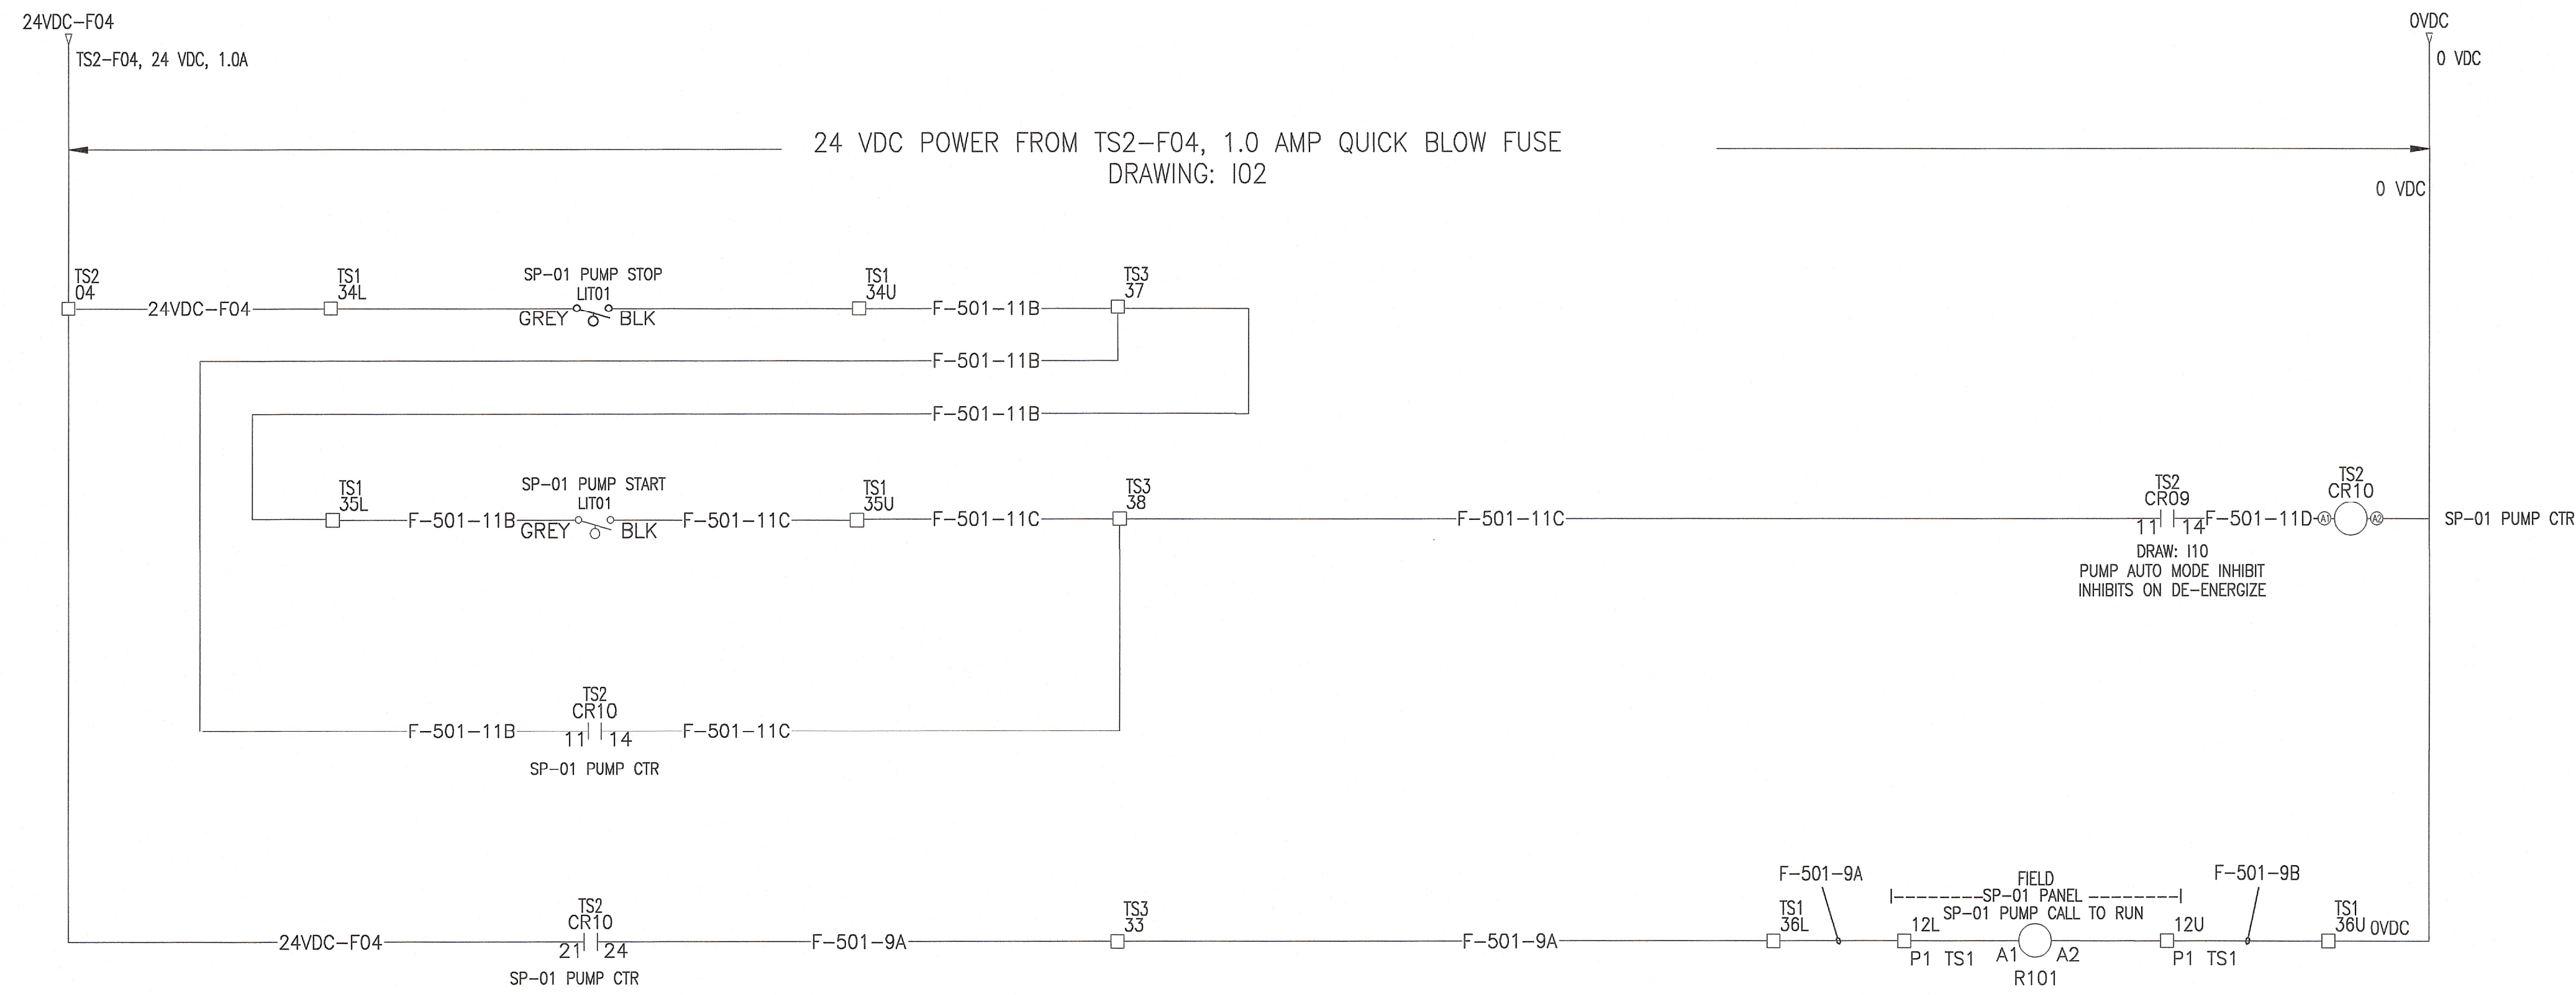 24VDC-F04
0VDC
TS2-F04, 24 VDC, 1.0A
0 VDC
24 VDC POWER FROM TS2-F04, 1.0 AMP QUICK BLOW FUSE
DRAWING: I02
0 VDC
TS2
04
24VDC-F04
TS1
34L
SP-01 PUMP STOP
LIT01
GREY
BLK
TS1
34U
F-501-11B
TS3
37
F-501-11B
F-501-11B
TS1
35L
F-501-11B
SP-01 PUMP START
LIT01
GREY
BLK
F-501-11C
TS1
35U
F-501-11C
TS3
38
F-501-11C
TS2
CR09
11
14
F-501-11D
A1
TS2
CR10
A2
SP-01 PUMP CTR
DRAW: I10
PUMP AUTO MODE INHIBIT
INHIBITS ON DE-ENERGIZE
F-501-11B
TS2
CR10
11
14
F-501-11C
SP-01 PUMP CTR
24VDC-F04
TS2
CR10
21
24
SP-01 PUMP CTR
F-501-9A
TS3
33
F-501-9A
TS1
36L
F-501-9A
FIELD
SP-01 PANEL
SP-01 PUMP CALL TO RUN
12L
P1 TS1
A1
A2
R101
12U
P1 TS1
F-501-9B
TS1
36U
0VDC